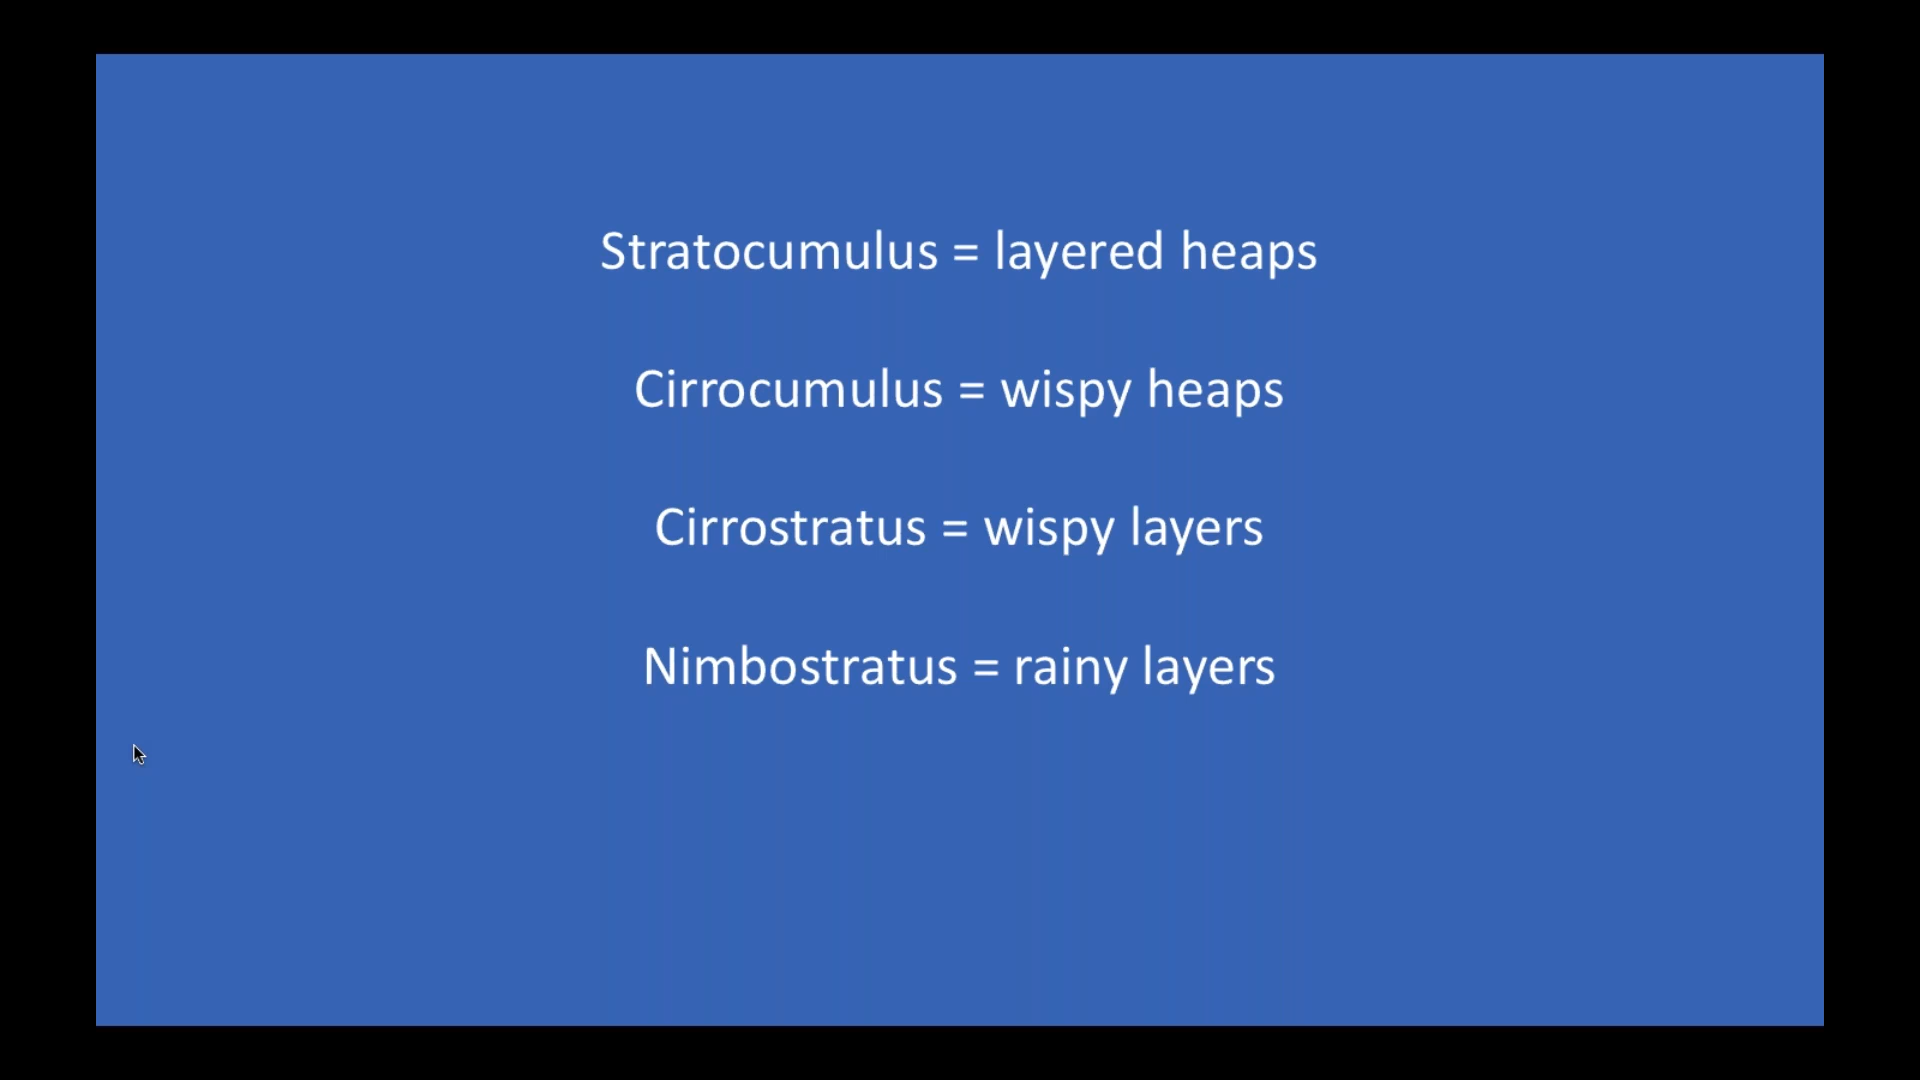 Stratocumulus = layered heaps
Cirrocumulus = wispy heaps
Cirrostratus = wispy layers
Nimbostratus = rainy layers